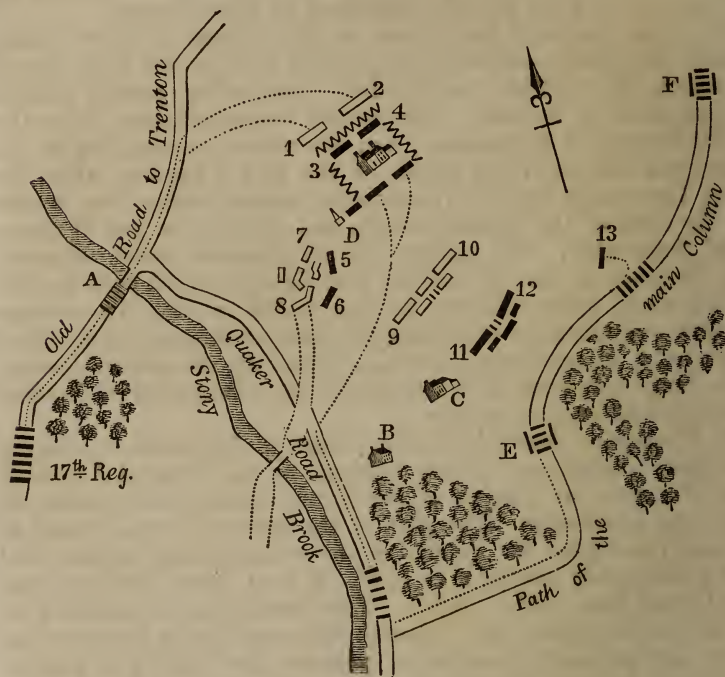 Old Road to Trenton
17th Reg.
Quaker Road
Stony Brook
Path of the main Column
A
B
C
D
E
F
1
2
3
4
5
6
7
8
9
10
11
12
13